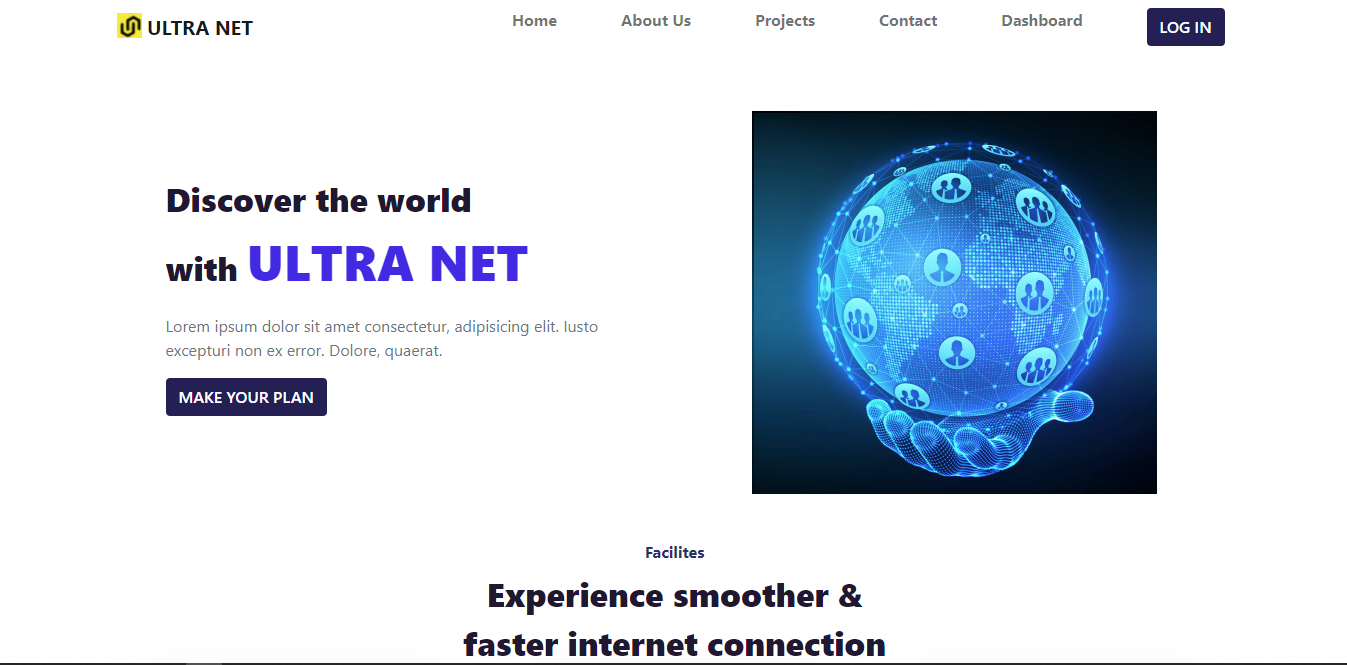 ULTRA NET
Home
About Us
Projects
Contact
Dashboard
LOG IN
Discover the world
with ULTRA NET
Lorem ipsum dolor sit amet consectetur, adipisicing elit. Iusto
excepturi non ex error. Dolore, quaerat.
MAKE YOUR PLAN
Facilites
Experience smoother &
faster internet connection